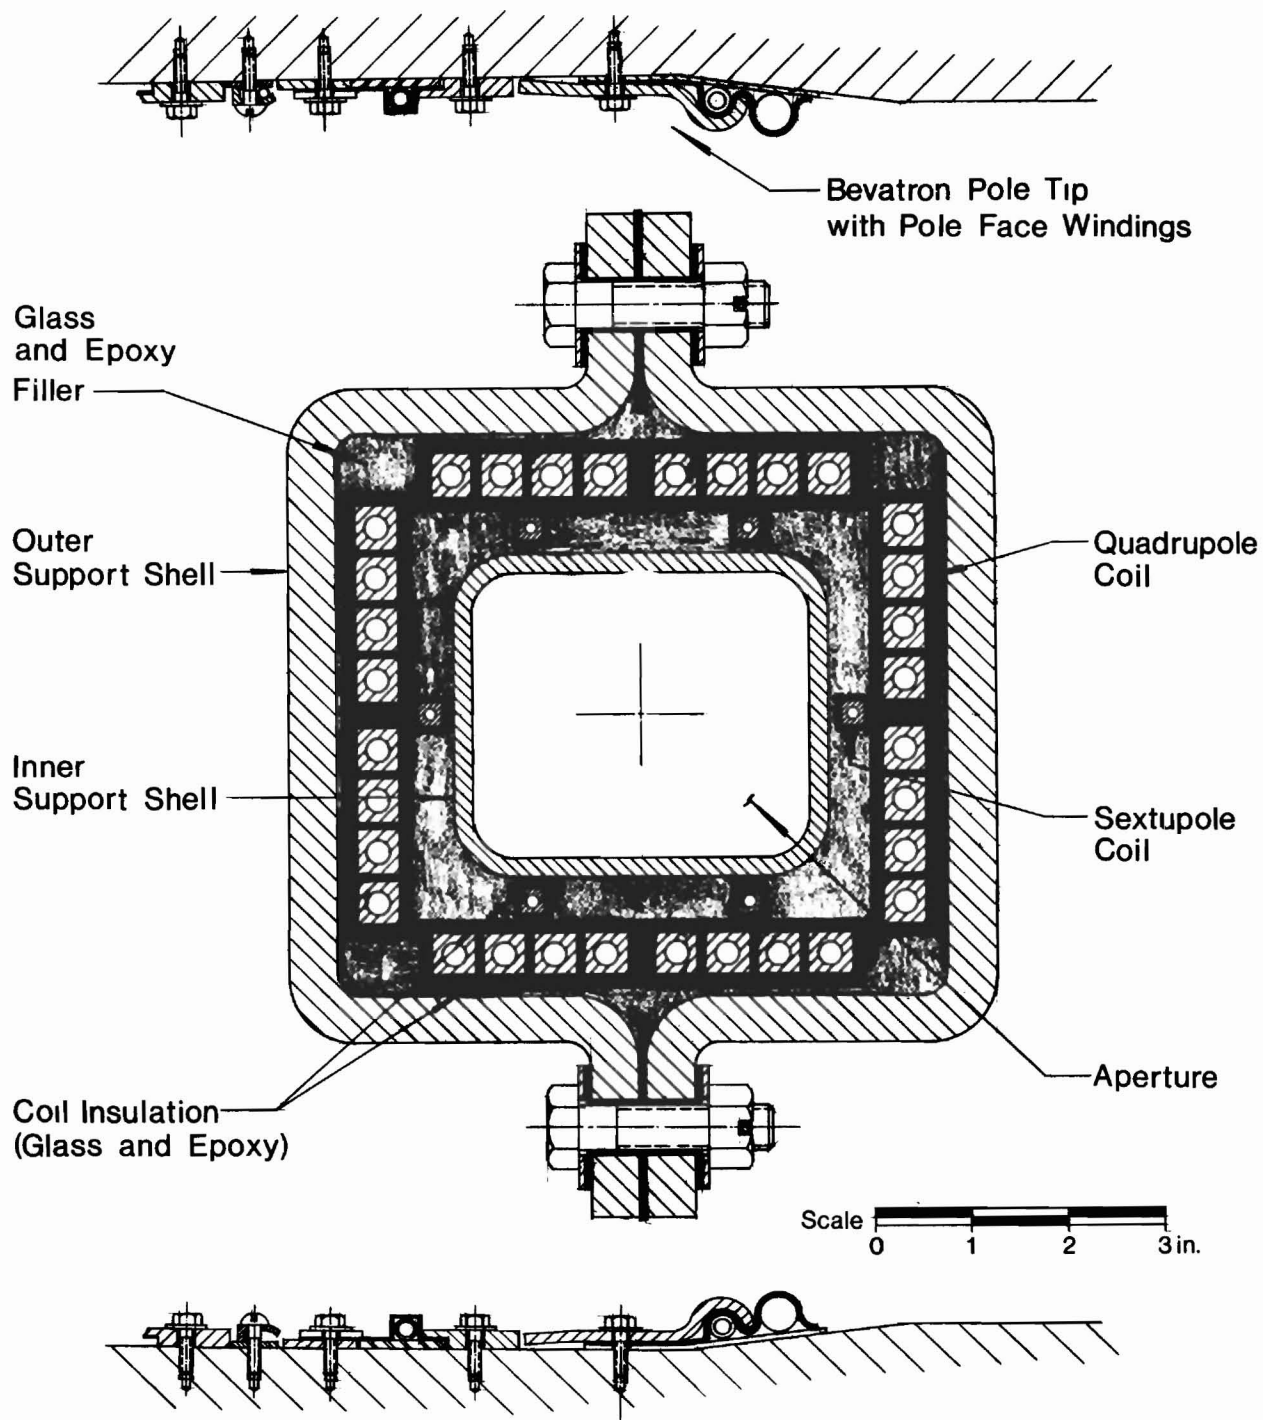 Bevatron Pole Tip
with Pole Face Windings
Glass
and Epoxy
Filler
Outer
Support Shell
Quadrupole
Coil
Inner
Support Shell
Sextupole
Coil
Aperture
Coil Insulation
(Glass and Epoxy)
Scale
0 1 2 3 in.